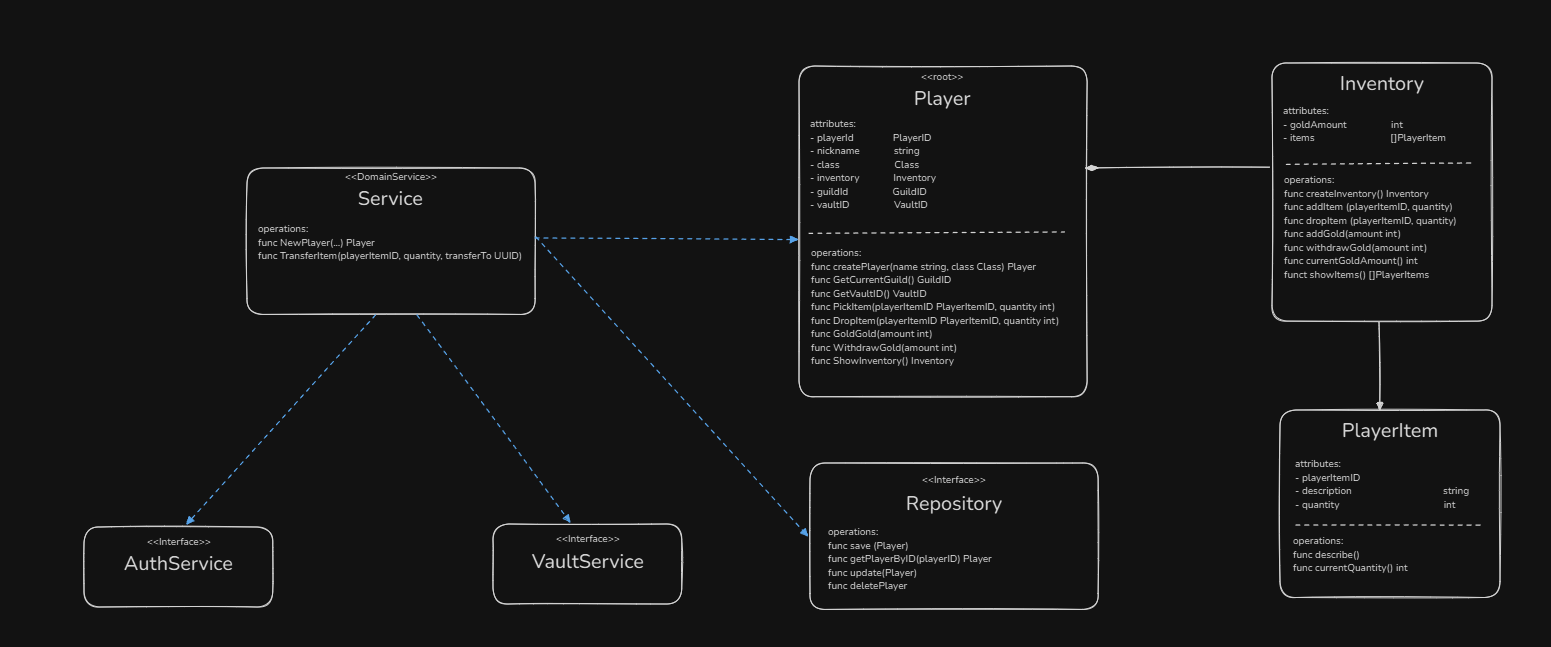 <<DomainService>>
Service
operations:
func NewPlayer(...) Player
func TransferItem(playerItemID, quantity, transferTo UUID)
<<root>>
Player
attributes:
- playerId PlayerID
- nickname string
- class Class
- inventory Inventory
- guildId GuildID
- vaultID VaultID
operations:
func createPlayer(name string, class Class) Player
func GetCurrentGuild() GuildID
func GetVaultID() VaultID
func PickItem(playerItemID PlayerItemID, quantity int)
func DropItem(playerItemID PlayerItemID, quantity int)
func GoldGold(amount int)
func WithdrawGold(amount int)
func ShowInventory() Inventory
Inventory
attributes:
- goldAmount int
- items []PlayerItem
operations:
func createInventory() Inventory
func addItem (playerItemID, quantity)
func dropItem (playerItemID, quantity)
func addGold(amount int)
func withdrawGold(amount int)
func currentGoldAmount() int
funct showItems() []PlayerItems
<<Interface>>
AuthService
<<Interface>>
VaultService
<<Interface>>
Repository
operations:
func save (Player)
func getPlayerByID(playerID) Player
func update(Player)
func deletePlayer
PlayerItem
attributes:
- playerItemID
- description string
- quantity int
operations:
func describe()
func currentQuantity() int